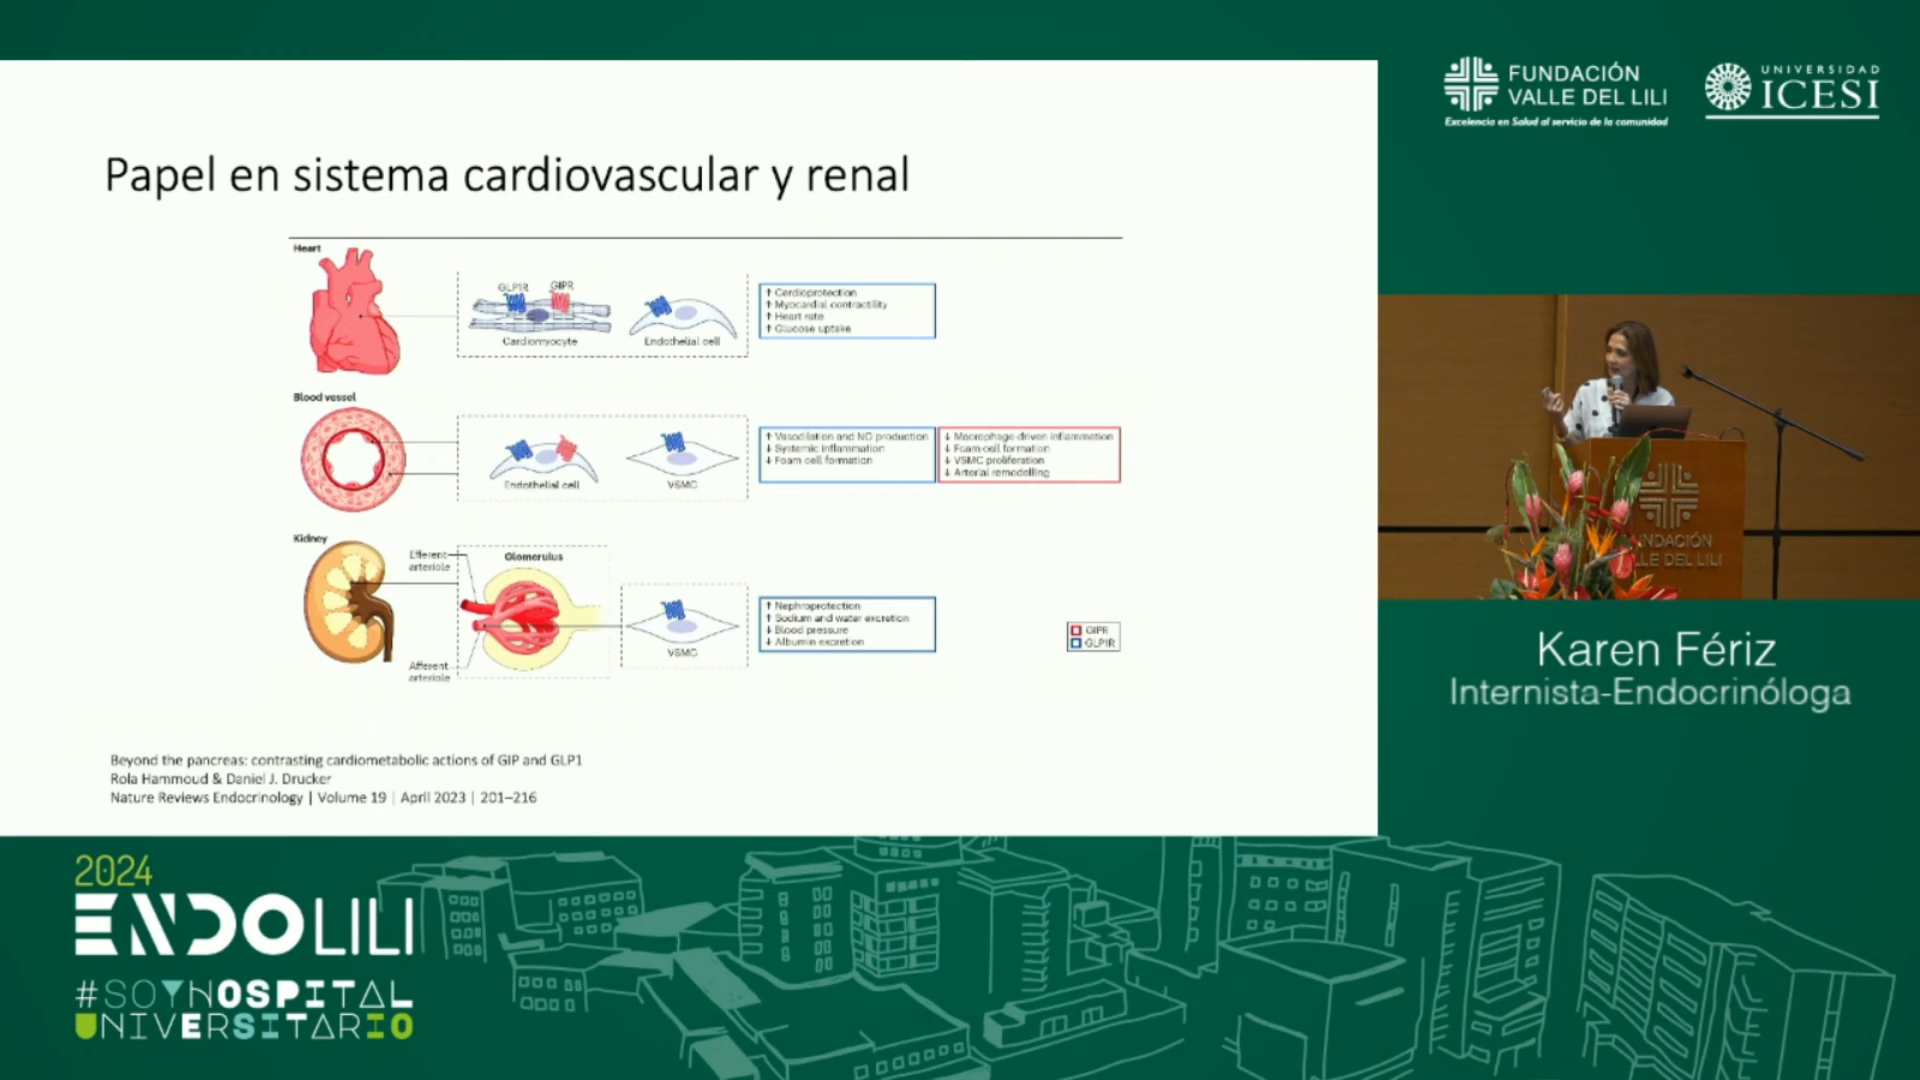 FUNDACIÓN
VALLE DEL LILI
Excelencia en Salud al servicio de la comunidad
UNIVERSIDAD
ICESI
Papel en sistema cardiovascular y renal
Heart
GLP1R
GIPR
Cardiomyocyte
Endothelial cell
↑ Cardioprotection
↑ Myocardial contractility
↑ Heart rate
↑ Glucose uptake
Blood vessel
Endothelial cell
VSMC
↑ Vasodilation and NO production
↓ Systemic inflammation
↓ Foam cell formation
↓ Macrophage-driven inflammation
↓ Foam cell formation
↓ VSMC proliferation
↓ Arterial remodelling
Kidney
Efferent
arteriole
Glomerulus
Afferent
arteriole
VSMC
↑ Nephroprotection
↑ Sodium and water excretion
↓ Blood pressure
↓ Albumin excretion
GIPR
GLP1R
Beyond the pancreas: contrasting cardiometabolic actions of GIP and GLP1
Rola Hammoud & Daniel J. Drucker
Nature Reviews Endocrinology | Volume 19 | April 2023 | 201–216
NDACIÓN
LLE DEL LILI
Karen Fériz
Internista-Endocrinóloga
2024
ENDOLILI
#SOYHOSPITAL
UNIVERSITARIO